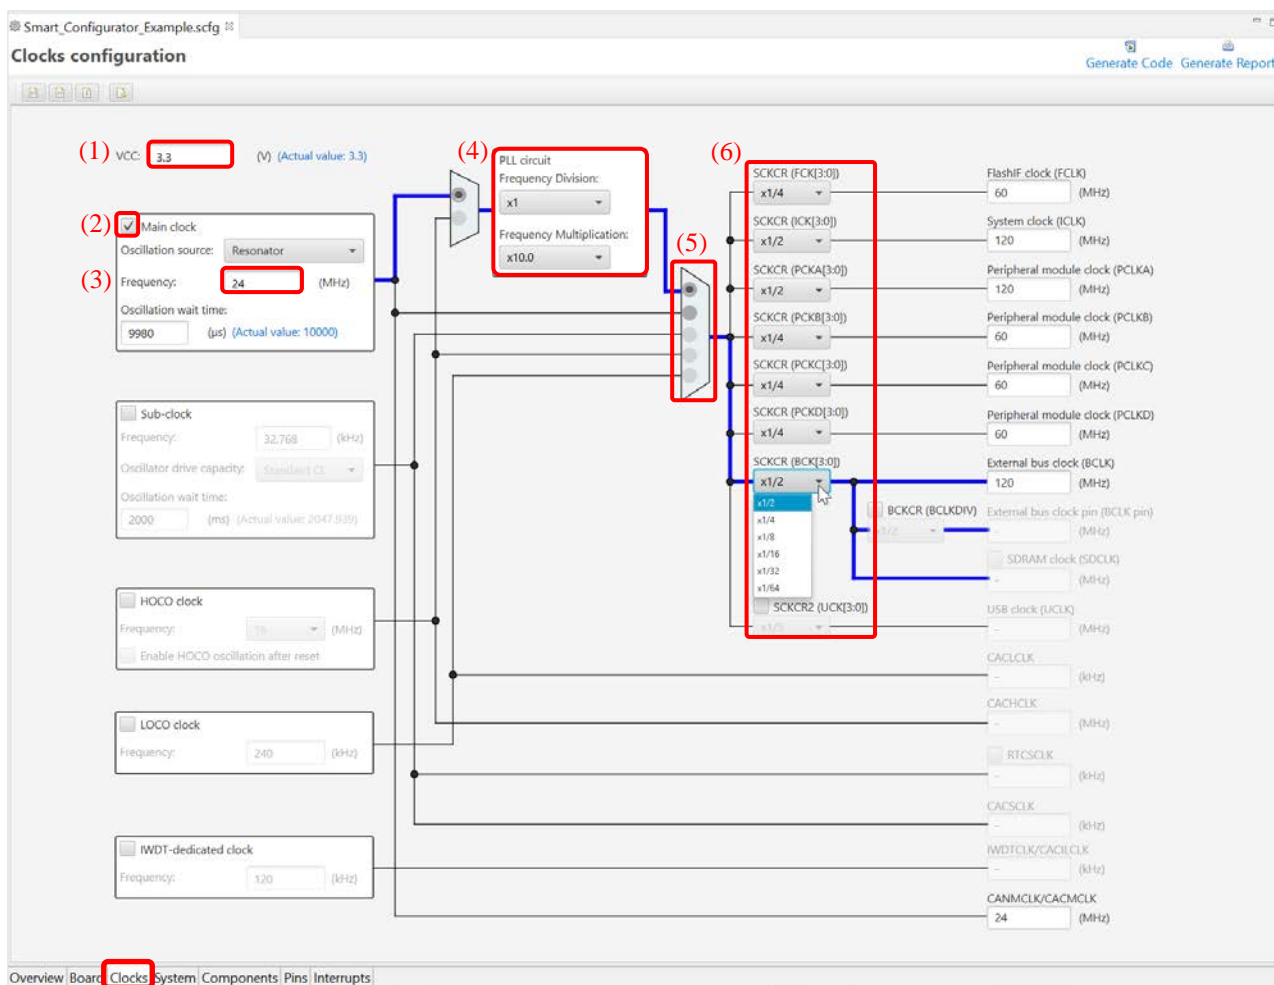 Smart_Configurator_Example.scfg
Clocks configuration
Generate Code Generate Report
(1) VCC: 3.3 (V) (Actual value: 3.3)
(2) Main clock
Oscillation source: Resonator
(3) Frequency: 24 (MHz)
Oscillation wait time:
9980 (μs) (Actual value: 10000)
Sub-clock
Frequency: 32.768 (kHz)
Oscillator drive capacity: Standard CL
Oscillation wait time:
2000 (ms) (Actual value: 2047.939)
HOCO clock
Frequency: 16 (MHz)
Enable HOCO oscillation after reset
LOCO clock
Frequency: 240 (kHz)
IWDT-dedicated clock
Frequency: 120 (kHz)
(4) PLL circuit
Frequency Division:
x1
Frequency Multiplication:
x10.0
(5)
(6)
SCKCR (FCK[3:0])
x1/4
SCKCR (ICK[3:0])
x1/2
SCKCR (PCKA[3:0])
x1/2
SCKCR (PCKB[3:0])
x1/4
SCKCR (PCKC[3:0])
x1/4
SCKCR (PCKD[3:0])
x1/4
SCKCR (BCK[3:0])
x1/2
x1/2
x1/4
x1/8
x1/16
x1/32
x1/64
BCKCR (BCLKDIV)
x1/2
SCKCR2 (UCK[3:0])
FlashIF clock (FCLK)
60 (MHz)
System clock (ICLK)
120 (MHz)
Peripheral module clock (PCLKA)
120 (MHz)
Peripheral module clock (PCLKB)
60 (MHz)
Peripheral module clock (PCLKC)
60 (MHz)
Peripheral module clock (PCLKD)
60 (MHz)
External bus clock (BCLK)
120 (MHz)
External bus clock pin (BCLK pin)
- (MHz)
SDRAM clock (SDCLK)
- (MHz)
USB clock (UCLK)
- (MHz)
CACLCLK
- (kHz)
CACHCLK
- (MHz)
RTCSCLK
- (kHz)
CACSCLK
- (kHz)
IWDTCLK/CACILCLK
- (kHz)
CANMCLK/CACMCLK
24 (MHz)
Overview Board Clocks System Components Pins Interrupts